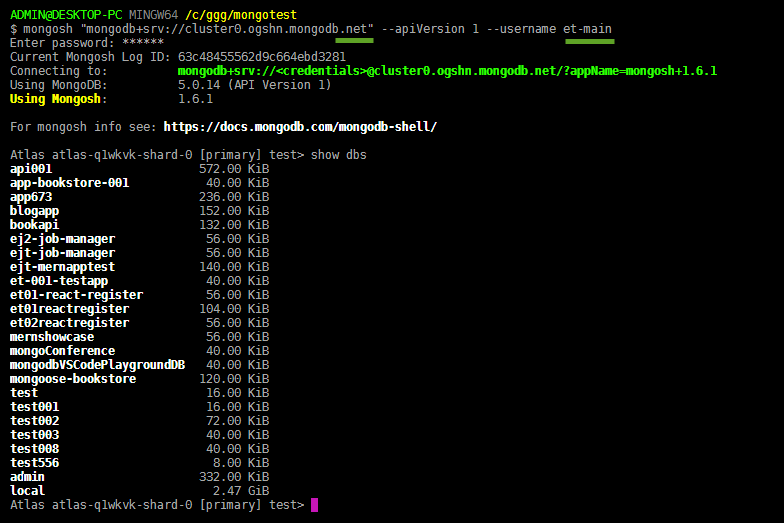 ADMIN@DESKTOP-PC MINGW64 /c/ggg/mongotest
$ mongosh "mongodb+srv://cluster0.ogshn.mongodb.net" --apiVersion 1 --username et-main
Enter password: ******
Current Mongosh Log ID: 63c48455562d9c664ebd3281
Connecting to:          mongodb+srv://<credentials>@cluster0.ogshn.mongodb.net/?appName=mongosh+1.6.1
Using MongoDB:          5.0.14 (API Version 1)
Using Mongosh:          1.6.1
For mongosh info see: https://docs.mongodb.com/mongodb-shell/
Atlas atlas-q1wkvk-shard-0 [primary] test> show dbs
api001                     572.00 KiB
app-bookstore-001           40.00 KiB
app673                     236.00 KiB
blogapp                    152.00 KiB
bookapi                    132.00 KiB
ej2-job-manager             56.00 KiB
ejt-job-manager             56.00 KiB
ejt-mernapptest            140.00 KiB
et-001-testapp              40.00 KiB
et01-react-register         56.00 KiB
et01reactregister          104.00 KiB
et02reactregister           56.00 KiB
mernshowcase                56.00 KiB
mongoConference             40.00 KiB
mongodbVSCodePlaygroundDB   40.00 KiB
mongoose-bookstore         120.00 KiB
test                        16.00 KiB
test001                     16.00 KiB
test002                     72.00 KiB
test003                     40.00 KiB
test008                     40.00 KiB
test556                      8.00 KiB
admin                      332.00 KiB
local                        2.47 GiB
Atlas atlas-q1wkvk-shard-0 [primary] test>